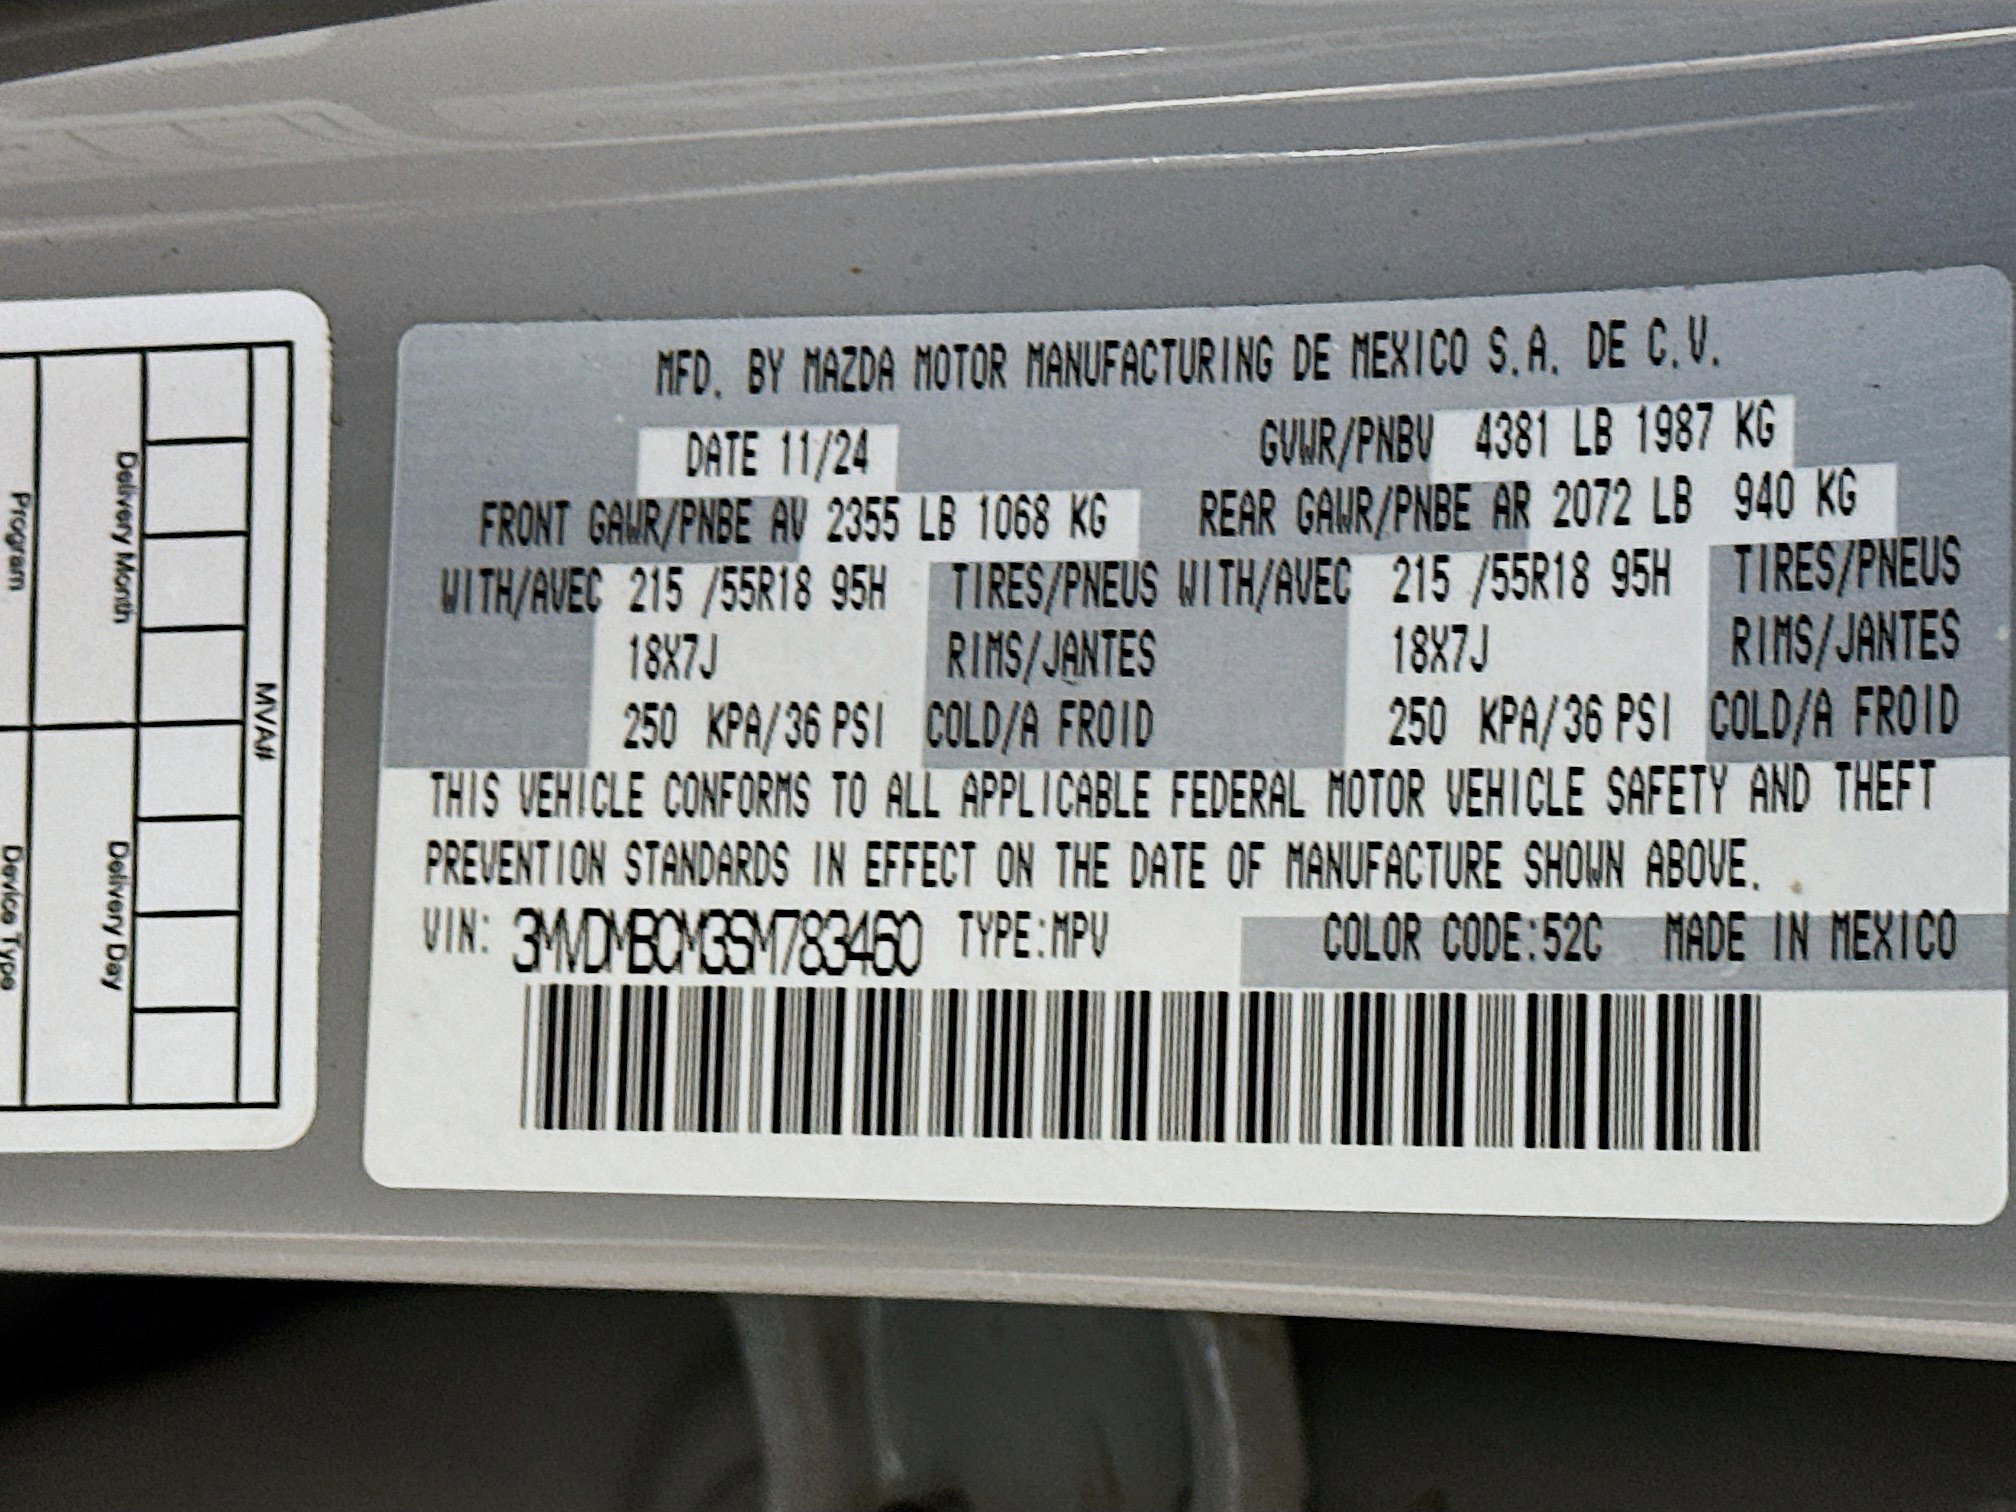 MFD. BY MAZDA MOTOR MANUFACTURING DE MEXICO S.A. DE C.V.
DATE 11/24 GVWR/PNBV 4381 LB 1987 KG
FRONT GAWR/PNBE AV 2355 LB 1068 KG REAR GAWR/PNBE AR 2072 LB 940 KG
WITH/AVEC 215 /55R18 95H TIRES/PNEUS WITH/AVEC 215 /55R18 95H TIRES/PNEUS
18X7J RIMS/JANTES 18X7J RIMS/JANTES
250 KPA/36 PSI COLD/A FROID 250 KPA/36 PSI COLD/A FROID
THIS VEHICLE CONFORMS TO ALL APPLICABLE FEDERAL MOTOR VEHICLE SAFETY AND THEFT
PREVENTION STANDARDS IN EFFECT ON THE DATE OF MANUFACTURE SHOWN ABOVE.
VIN: 3MVDMBCM3SM783460 TYPE:MPV COLOR CODE:52C MADE IN MEXICO
MVA#
Delivery Month
Delivery Day
Program
Device Type